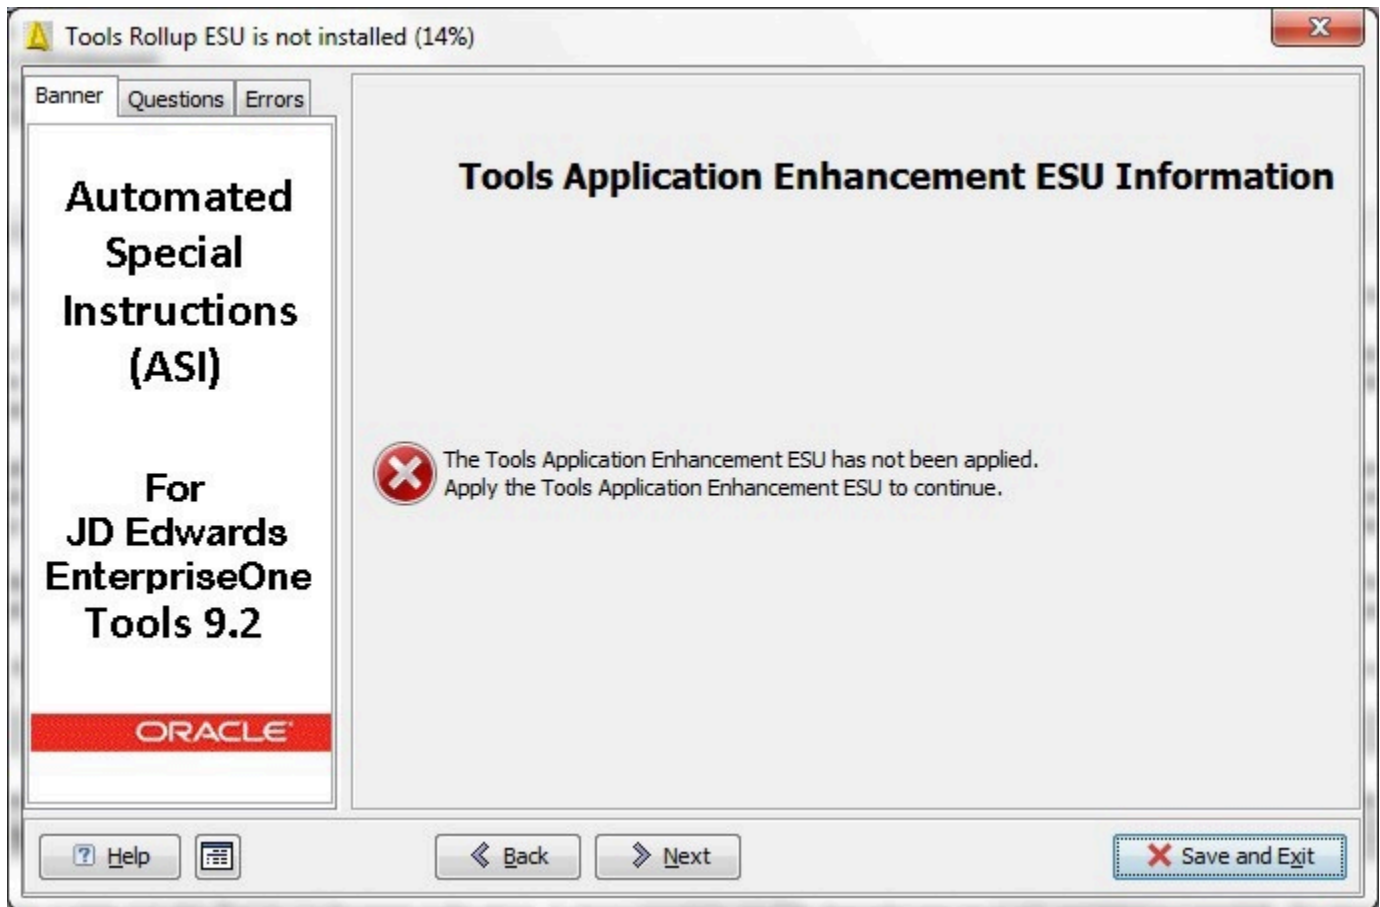 Tools Rollup ESU is not installed (14%)
Banner
Questions
Errors
Automated
Special
Instructions
(ASI)
For
JD Edwards
EnterpriseOne
Tools 9.2
ORACLE
Tools Application Enhancement ESU Information
The Tools Application Enhancement ESU has not been applied.
Apply the Tools Application Enhancement ESU to continue.
Help
Back
Next
Save and Exit